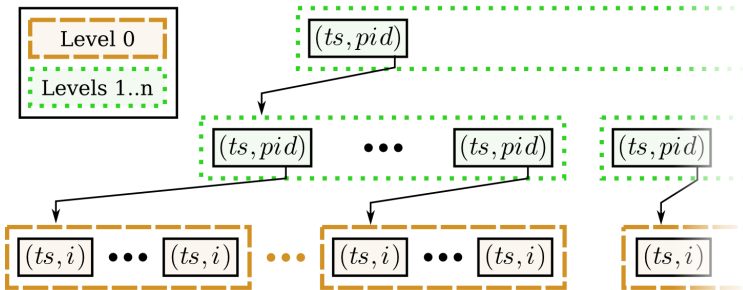 Level 0
Levels 1..n
(ts, pid)
(ts, pid) ••• (ts, pid) (ts, pid)
(ts, i) ••• (ts, i) ••• (ts, i) ••• (ts, i) (ts, i)